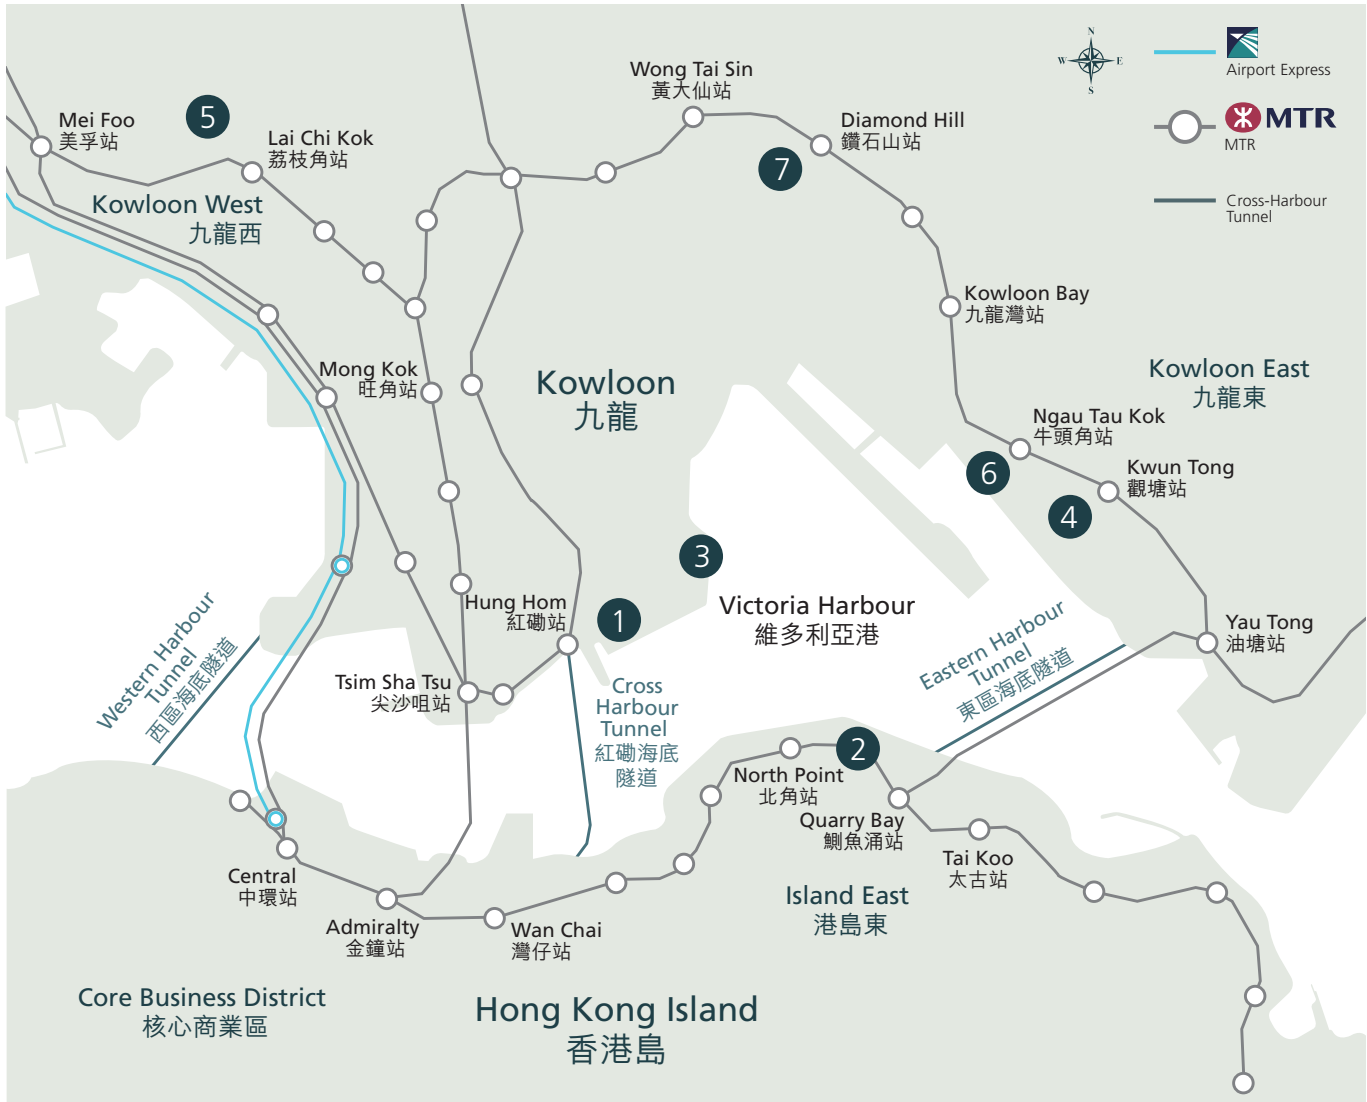 N
W
E
S
Airport Express
MTR
MTR
Cross-Harbour
Tunnel
Wong Tai Sin
黃大仙站
Mei Foo
美孚站
5
Lai Chi Kok
荔枝角站
Diamond Hill
鑽石山站
7
Kowloon West
九龍西
Kowloon Bay
九龍灣站
Mong Kok
旺角站
Kowloon
九龍
Kowloon East
九龍東
Ngau Tau Kok
牛頭角站
6
Kwun Tong
觀塘站
4
3
Hung Hom
紅磡站
1
Victoria Harbour
維多利亞港
Yau Tong
油塘站
Western Harbour
Tunnel
西區海底隧道
Eastern Harbour
Tunnel
東區海底隧道
Tsim Sha Tsu
尖沙咀站
Cross
Harbour
Tunnel
紅磡海底
隧道
2
North Point
北角站
Quarry Bay
鰂魚涌站
Tai Koo
太古站
Central
中環站
Island East
港島東
Admiralty
金鐘站
Wan Chai
灣仔站
Core Business District
核心商業區
Hong Kong Island
香港島